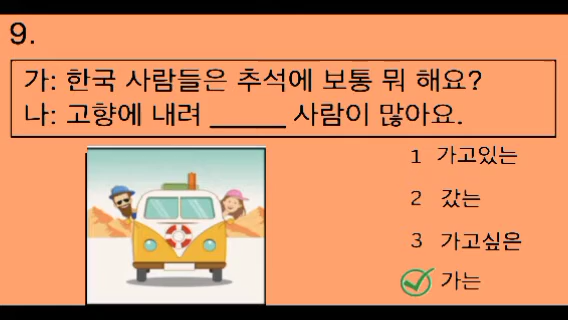 9.
가: 한국 사람들은 추석에 보통 뭐 해요?
나: 고향에 내려 _____ 사람이 많아요.
1 가고있는
2 갔는
3 가고싶은
가는